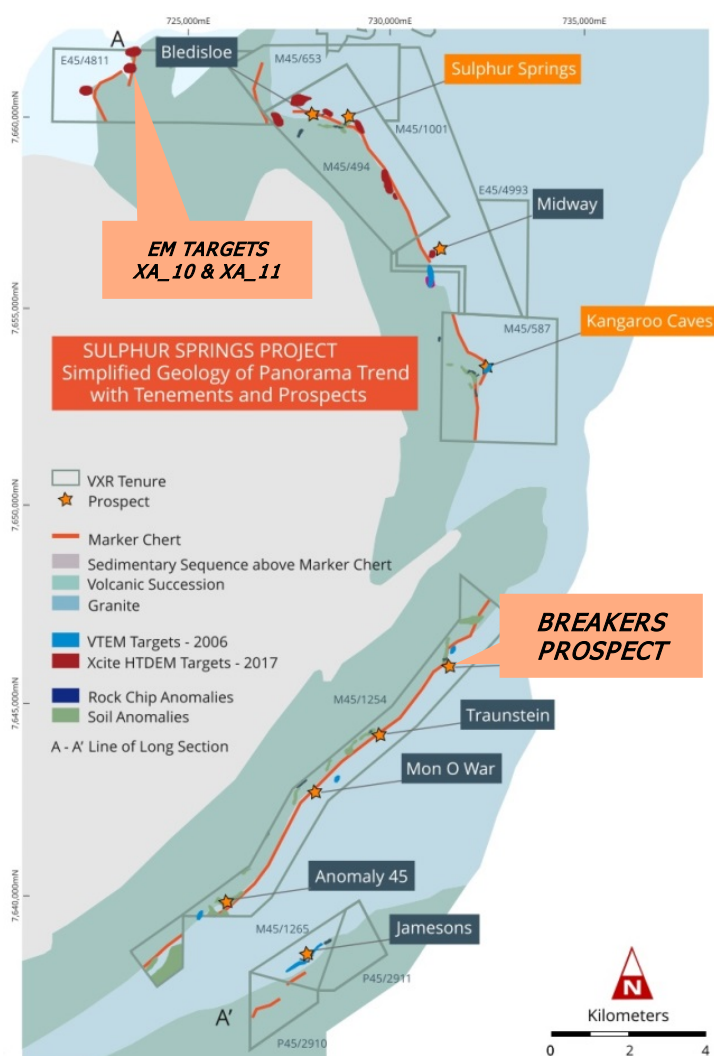 725,000mE
730,000mE
735,000mE
A
Bledisloe
E45/4811
M45/653
Sulphur Springs
7,660,000mN
M45/1001
M45/494
E45/4993
Midway
EM TARGETS
XA_10 & XA_11
7,655,000mN
M45/587
Kangaroo Caves
SULPHUR SPRINGS PROJECT
Simplified Geology of Panorama Trend
with Tenements and Prospects
VXR Tenure
Prospect
7,650,000mN
Marker Chert
Sedimentary Sequence above Marker Chert
Volcanic Succession
Granite
VTEM Targets - 2006
Xcite HTDEM Targets - 2017
Rock Chip Anomalies
Soil Anomalies
A - A' Line of Long Section
BREAKERS
PROSPECT
7,645,000mN
M45/1254
Traunstein
Mon O War
7,640,000mN
Anomaly 45
M45/1265
Jamesons
P45/2911
A'
P45/2910
N
Kilometers
0 2 4